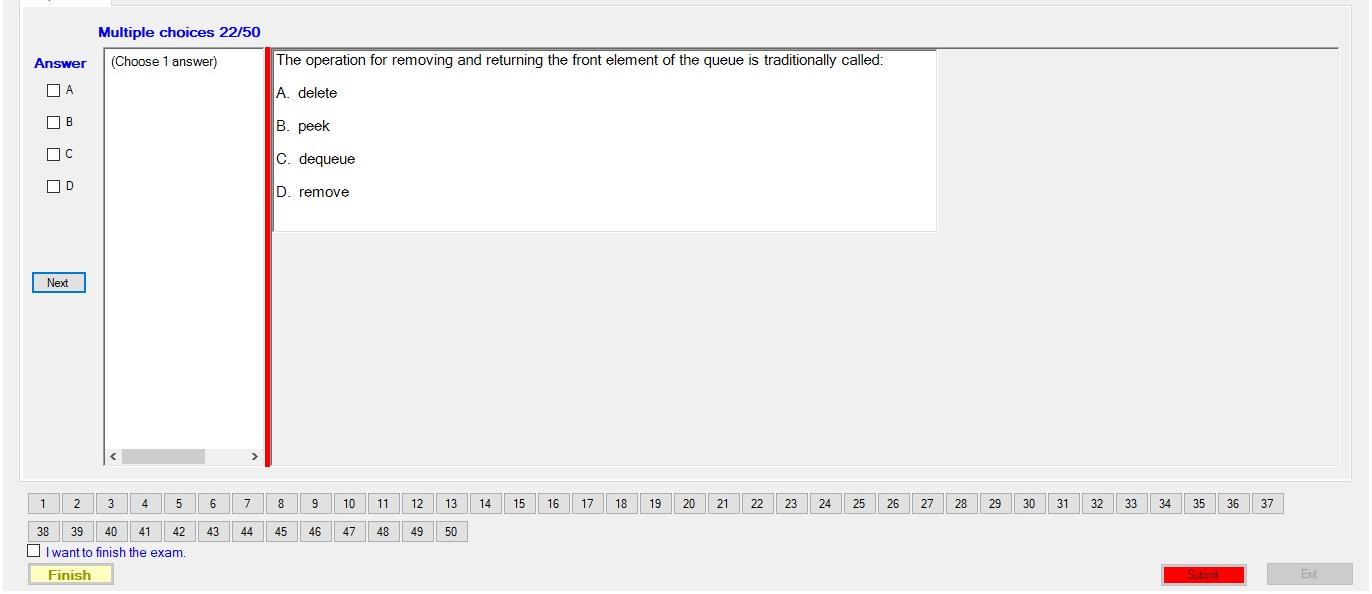 Multiple choices 22/50
Answer
(Choose 1 answer)
A
B
C
D
Next
The operation for removing and returning the front element of the queue is traditionally called:
A. delete
B. peek
C. dequeue
D. remove
1 2 3 4 5 6 7 8 9 10 11 12 13 14 15 16 17 18 19 20 21 22 23 24 25 26 27 28 29 30 31 32 33 34 35 36 37
38 39 40 41 42 43 44 45 46 47 48 49 50
I want to finish the exam.
Finish
Submit
Exit